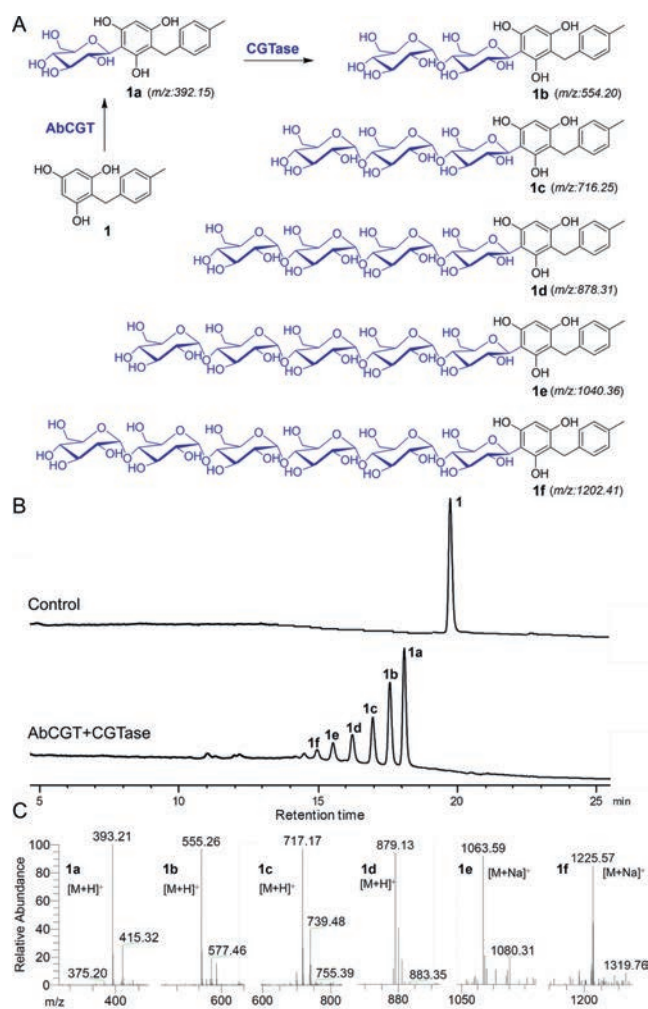 A
CGTase
1a (m/z:392.15)
1b (m/z:554.20)
AbCGT
1c (m/z:716.25)
1
1d (m/z:878.31)
1e (m/z:1040.36)
1f (m/z:1202.41)
B
1
Control
1a
1b
1c
1d
1e
1f
AbCGT+CGTase
5 10 15 20 25 min
Retention time
C
Relative Abundance
100
80
60
40
20
0
1a
[M+H]⁺
393.21
415.32
375.20
1b
[M+H]⁺
555.26
577.46
1c
[M+H]⁺
717.17
739.48
755.39
1d
[M+H]⁺
879.13
883.35
1e
[M+Na]⁺
1063.59
1080.31
1f
[M+Na]⁺
1225.57
1319.76
m/z 400 600 600 800 880 1050 1200